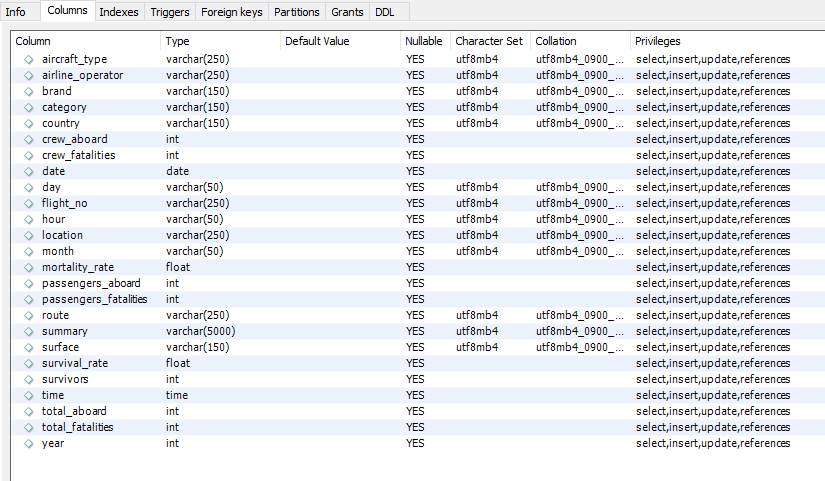 Info Columns Indexes Triggers Foreign keys Partitions Grants DDL
Column Type Default Value Nullable Character Set Collation Privileges
aircraft_type varchar(250) YES utf8mb4 utf8mb4_0900_... select,insert,update,references
airline_operator varchar(250) YES utf8mb4 utf8mb4_0900_... select,insert,update,references
brand varchar(150) YES utf8mb4 utf8mb4_0900_... select,insert,update,references
category varchar(150) YES utf8mb4 utf8mb4_0900_... select,insert,update,references
country varchar(150) YES utf8mb4 utf8mb4_0900_... select,insert,update,references
crew_aboard int YES select,insert,update,references
crew_fatalities int YES select,insert,update,references
date date YES select,insert,update,references
day varchar(50) YES utf8mb4 utf8mb4_0900_... select,insert,update,references
flight_no varchar(250) YES utf8mb4 utf8mb4_0900_... select,insert,update,references
hour varchar(50) YES utf8mb4 utf8mb4_0900_... select,insert,update,references
location varchar(250) YES utf8mb4 utf8mb4_0900_... select,insert,update,references
month varchar(50) YES utf8mb4 utf8mb4_0900_... select,insert,update,references
mortality_rate float YES select,insert,update,references
passengers_aboard int YES select,insert,update,references
passengers_fatalities int YES select,insert,update,references
route varchar(250) YES utf8mb4 utf8mb4_0900_... select,insert,update,references
summary varchar(5000) YES utf8mb4 utf8mb4_0900_... select,insert,update,references
surface varchar(150) YES utf8mb4 utf8mb4_0900_... select,insert,update,references
survival_rate float YES select,insert,update,references
survivors int YES select,insert,update,references
time time YES select,insert,update,references
total_aboard int YES select,insert,update,references
total_fatalities int YES select,insert,update,references
year int YES select,insert,update,references